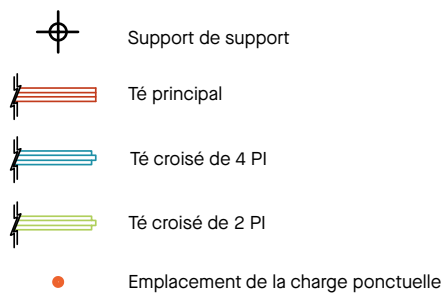 Support de support
Té principal
Té croisé de 4 PI
Té croisé de 2 PI
Emplacement de la charge ponctuelle